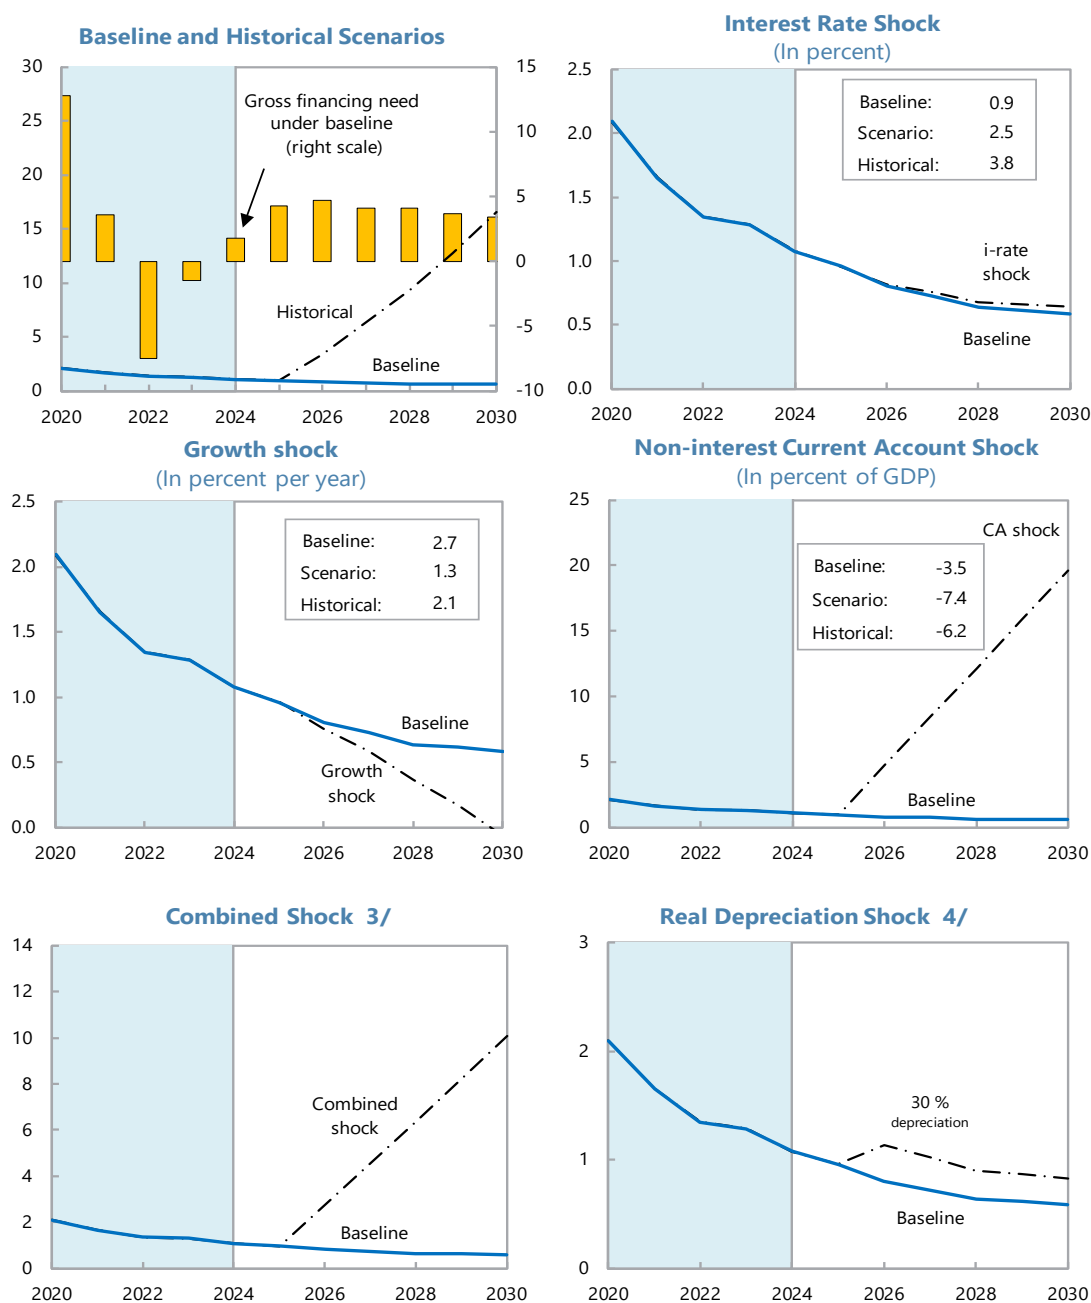 Baseline and Historical Scenarios
30
25
20
15
10
5
0
15
10
5
0
-5
-10
Gross financing need
under baseline
(right scale)
Historical
Baseline
2020 2022 2024 2026 2028 2030
Interest Rate Shock
(In percent)
2.5
2.0
1.5
1.0
0.5
0.0
Baseline: 0.9
Scenario: 2.5
Historical: 3.8
i-rate
shock
Baseline
2020 2022 2024 2026 2028 2030
Growth shock
(In percent per year)
2.5
2.0
1.5
1.0
0.5
0.0
Baseline: 2.7
Scenario: 1.3
Historical: 2.1
Baseline
Growth
shock
2020 2022 2024 2026 2028 2030
Non-interest Current Account Shock
(In percent of GDP)
25
20
15
10
5
0
CA shock
Baseline: -3.5
Scenario: -7.4
Historical: -6.2
Baseline
2020 2022 2024 2026 2028 2030
Combined Shock 3/
14
12
10
8
6
4
2
0
Combined
shock
Baseline
2020 2022 2024 2026 2028 2030
Real Depreciation Shock 4/
3
2
1
0
30 %
depreciation
Baseline
2020 2022 2024 2026 2028 2030